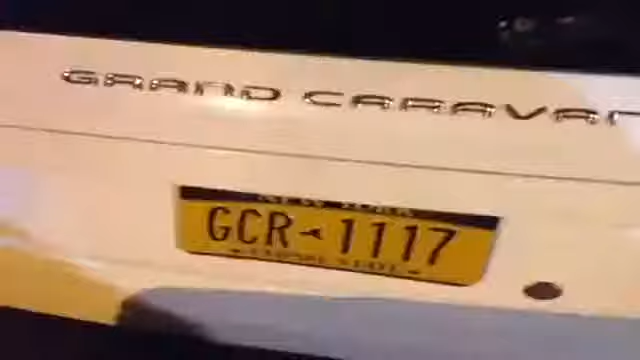 GRAND CARAVAN
NEW YORK
GCR-1117
EMPIRE STATE